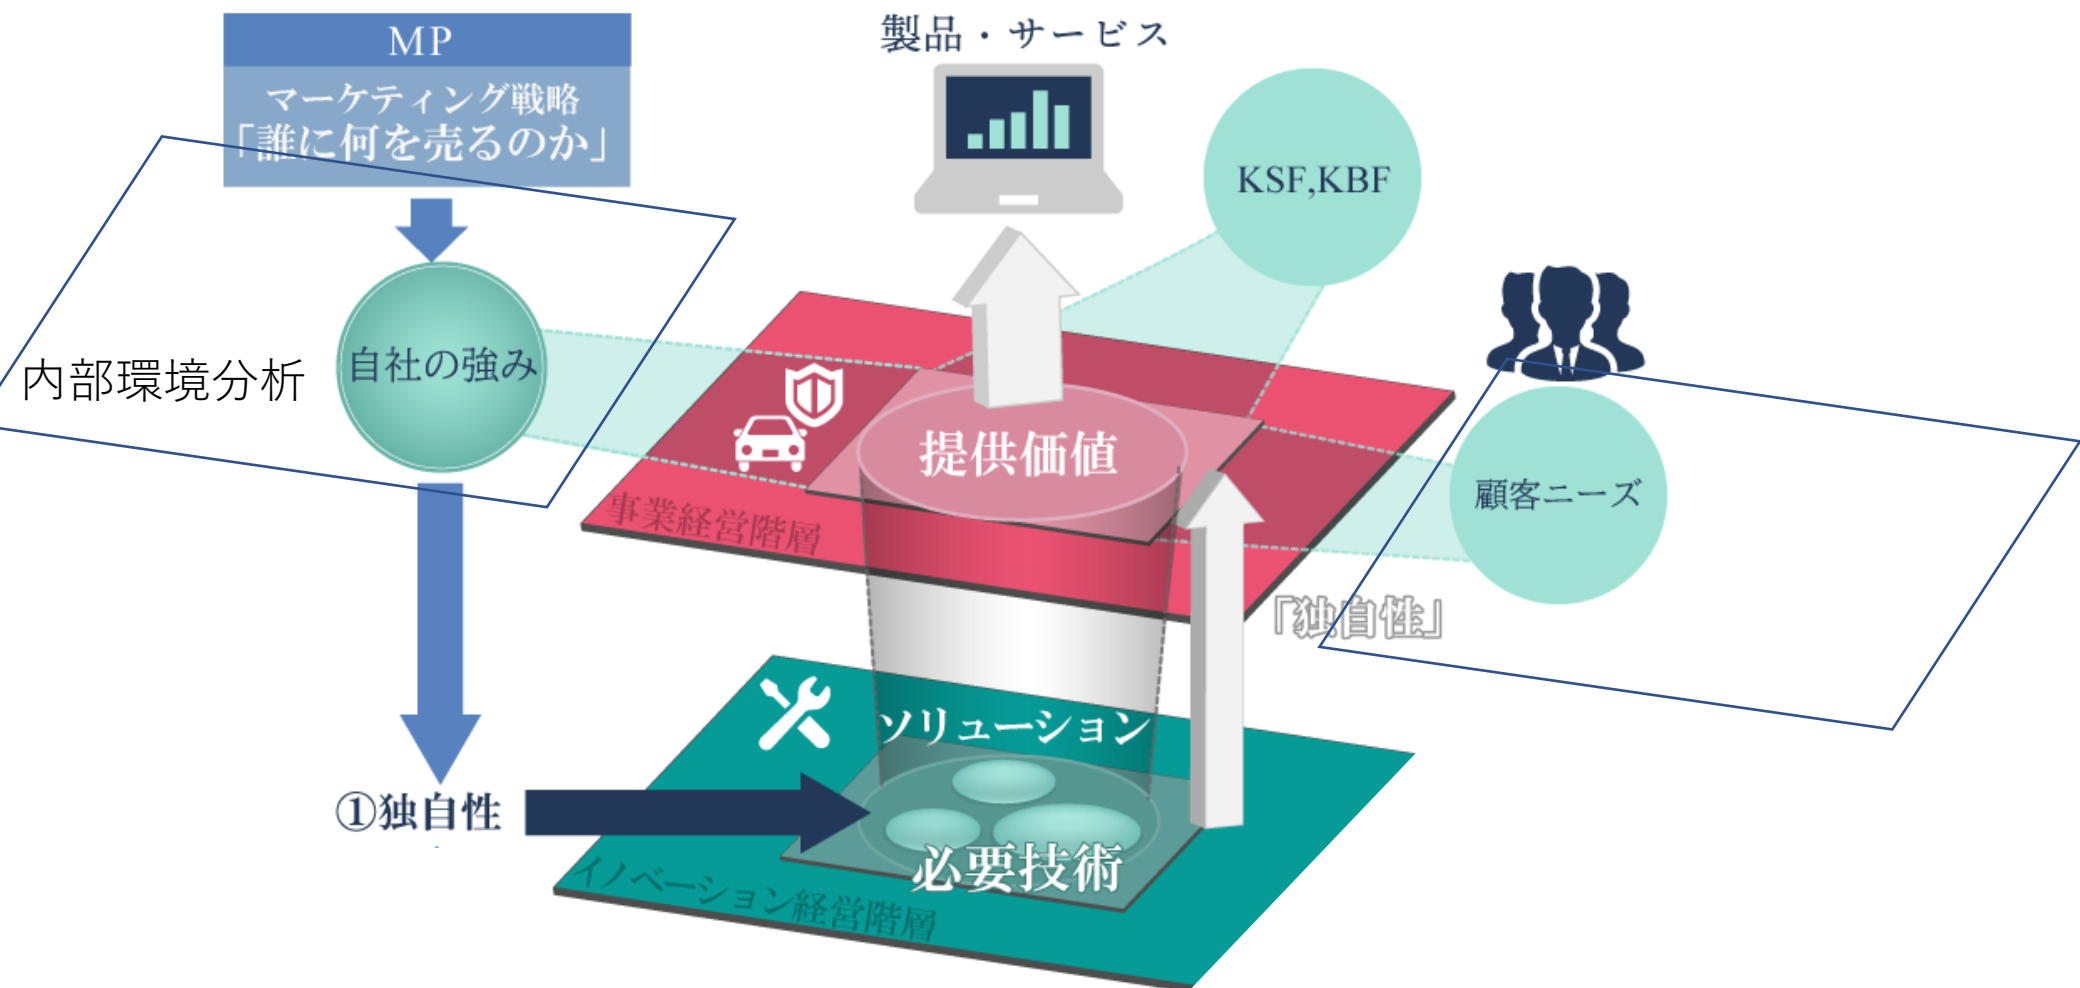 MP
マーケティング戦略
「誰に何を売るのか」
製品・サービス
KSF,KBF
内部環境分析
自社の強み
提供価値
顧客ニーズ
事業経営階層
「独自性」
ソリューション
①独自性
必要技術
イノベーション経営階層